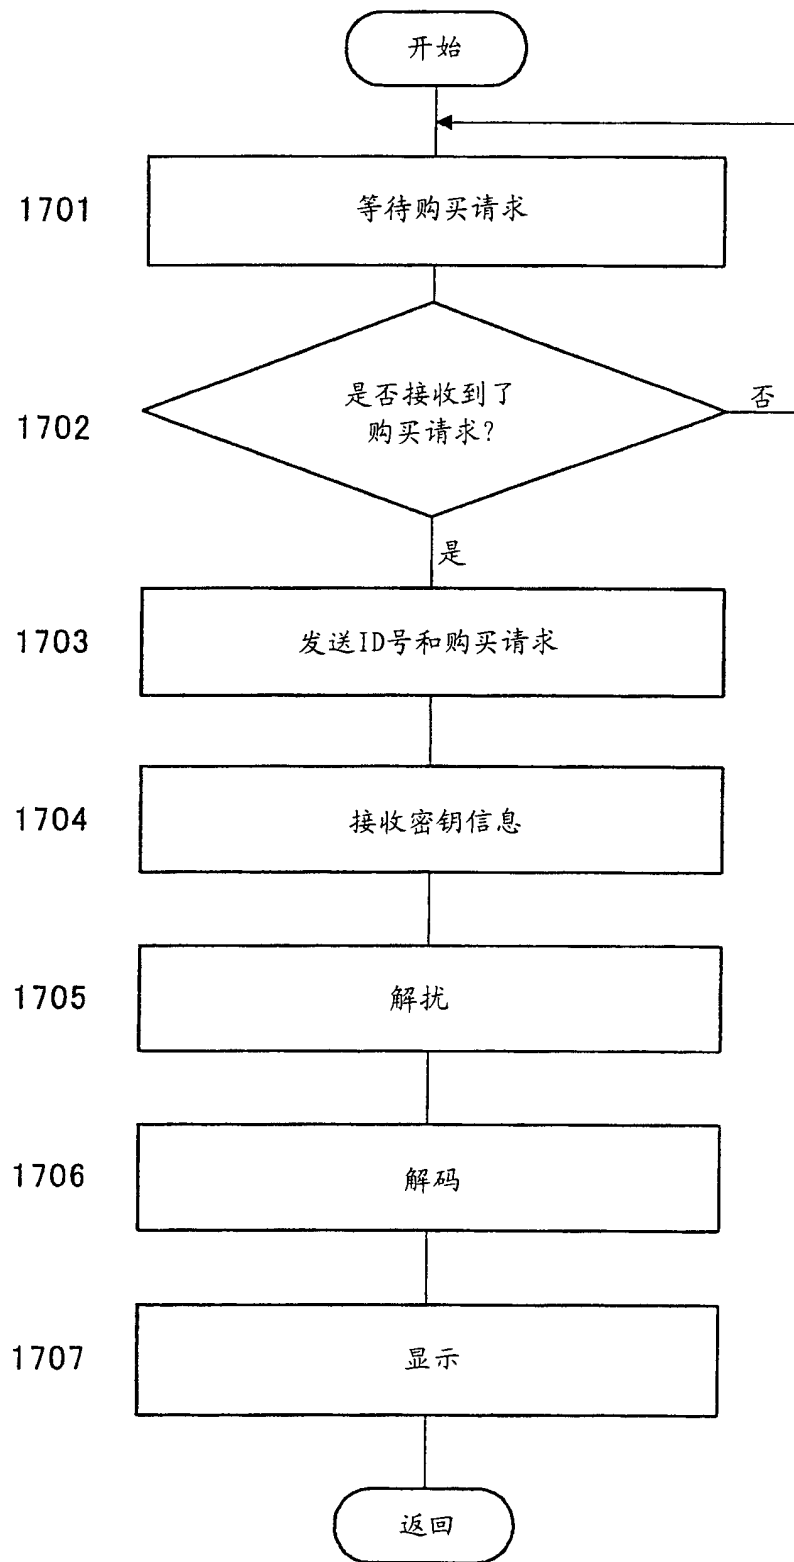 开始
1701
等待购买请求
1702
是否接收到了
购买请求?
否
是
1703
发送ID号和购买请求
1704
接收密钥信息
1705
解扰
1706
解码
1707
显示
返回